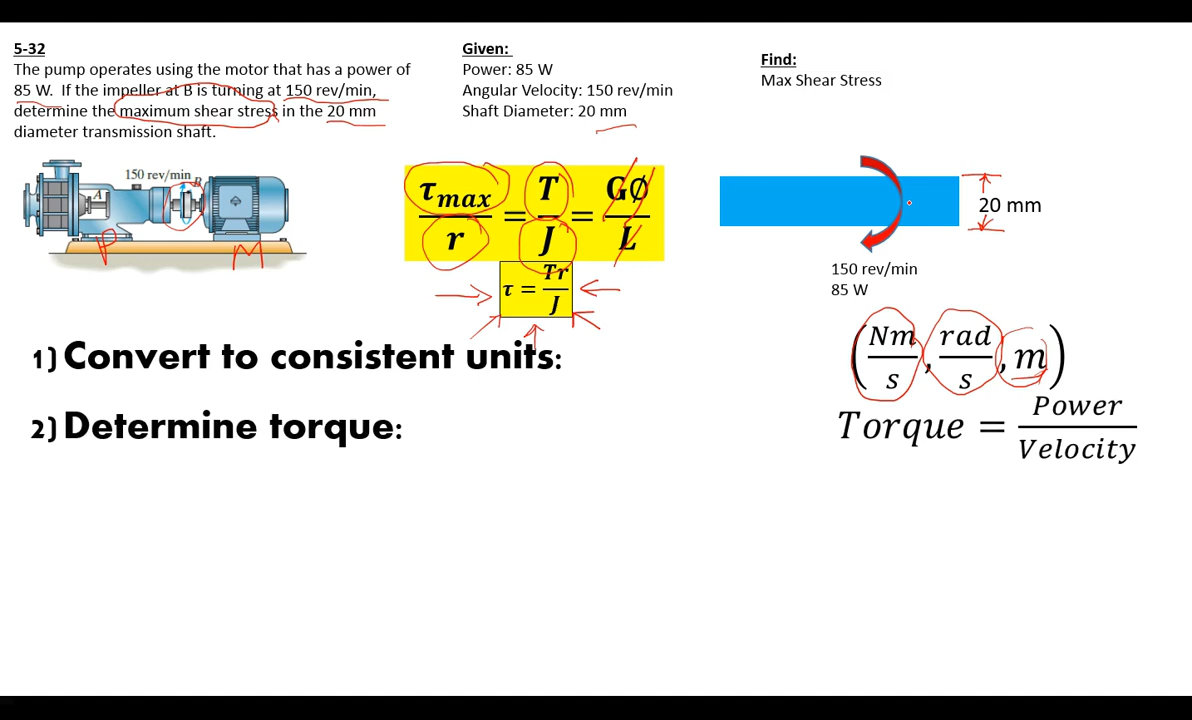 5-32
The pump operates using the motor that has a power of
85 W. If the impeller at B is turning at 150 rev/min,
determine the maximum shear stress in the 20 mm
diameter transmission shaft.
Given:
Power: 85 W
Angular Velocity: 150 rev/min
Shaft Diameter: 20 mm
Find:
Max Shear Stress
150 rev/min
B
A
P
M
τmax / r = T / J = G∅ / L
τ = Tr / J
20 mm
150 rev/min
85 W
1) Convert to consistent units:
(Nm/s, rad/s, m)
2) Determine torque:
Torque = Power / Velocity